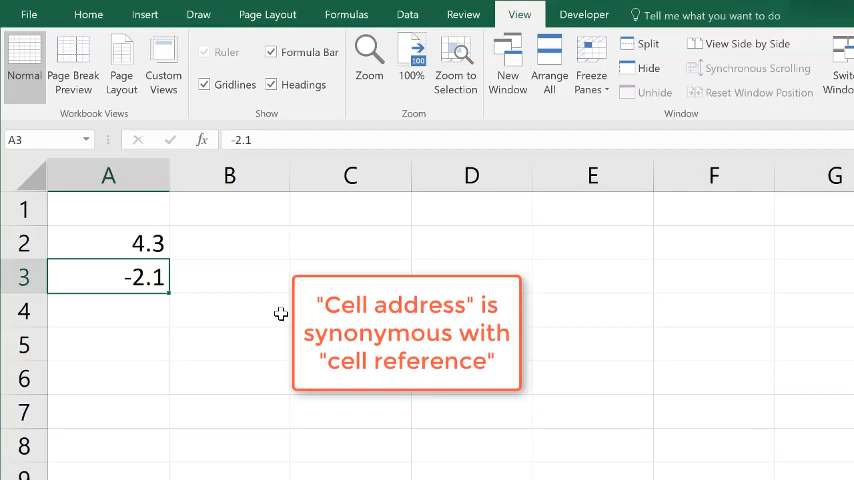 File Home Insert Draw Page Layout Formulas Data Review View Developer Tell me what you want to do
Normal Page Break Preview Page Layout Custom Views
Ruler Formula Bar
Gridlines Headings
Zoom 100% Zoom to Selection
100
New Window Arrange All Freeze Panes
Split
Hide
Unhide
View Side by Side
Synchronous Scrolling
Reset Window Position
Workbook Views Show Zoom Window
A3 fx -2.1
A B C D E F G
1
2 4.3
3 -2.1
4
5
6
7
8
"Cell address" is
synonymous with
"cell reference"